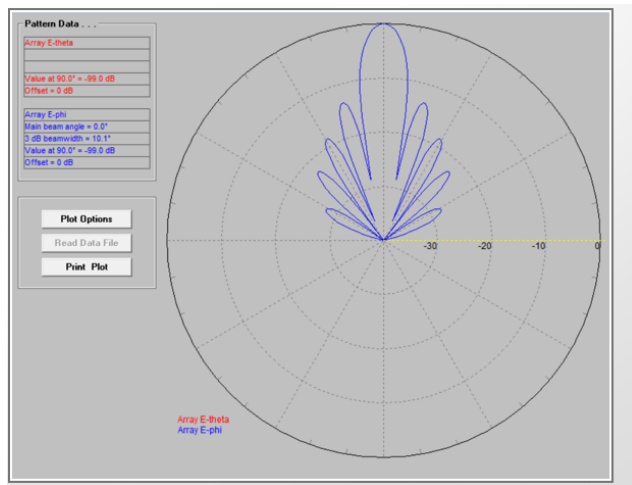 Pattern Data . . .
Array E-theta
Value at 90.0° = -99.0 dB
Offset = 0 dB
Array E-phi
Main beam angle = 0.0°
3 dB beamwidth = 10.1°
Value at 90.0° = -99.0 dB
Offset = 0 dB
Plot Options
Read Data File
Print Plot
-30 -20 -10 0
Array E-theta
Array E-phi